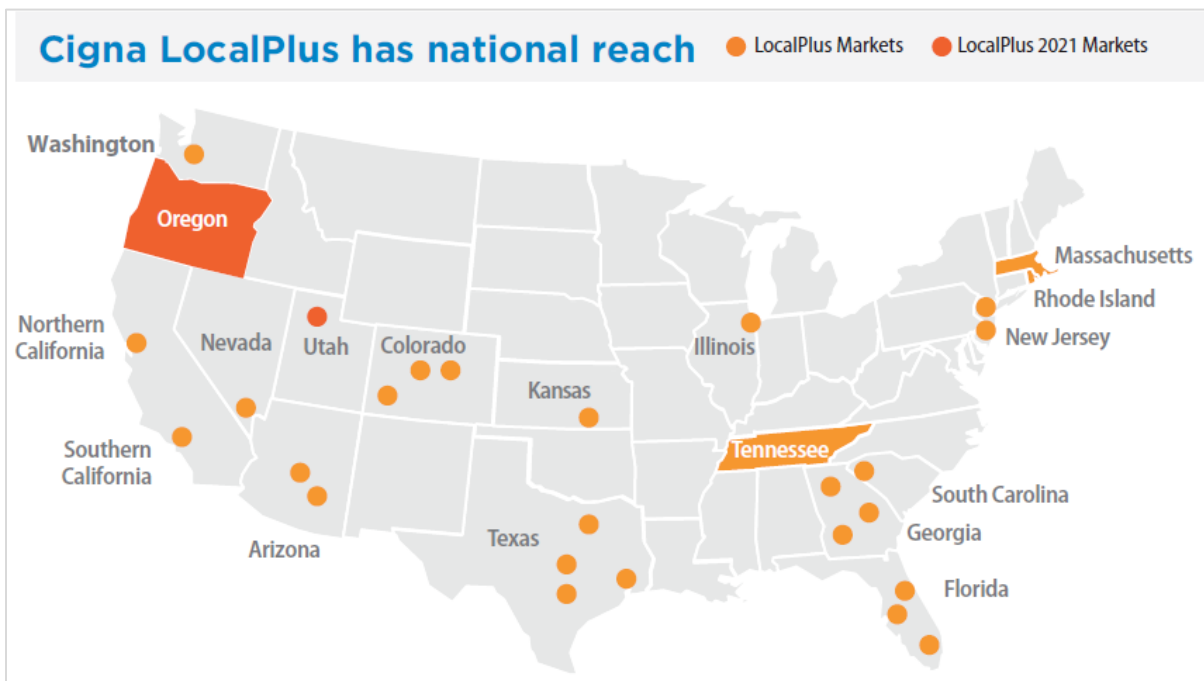 Cigna LocalPlus has national reach
LocalPlus Markets
LocalPlus 2021 Markets
Washington
Oregon
Massachusetts
Rhode Island
Northern
California
Nevada
Utah
Colorado
Illinois
New Jersey
Kansas
Southern
California
Tennessee
South Carolina
Arizona
Texas
Georgia
Florida